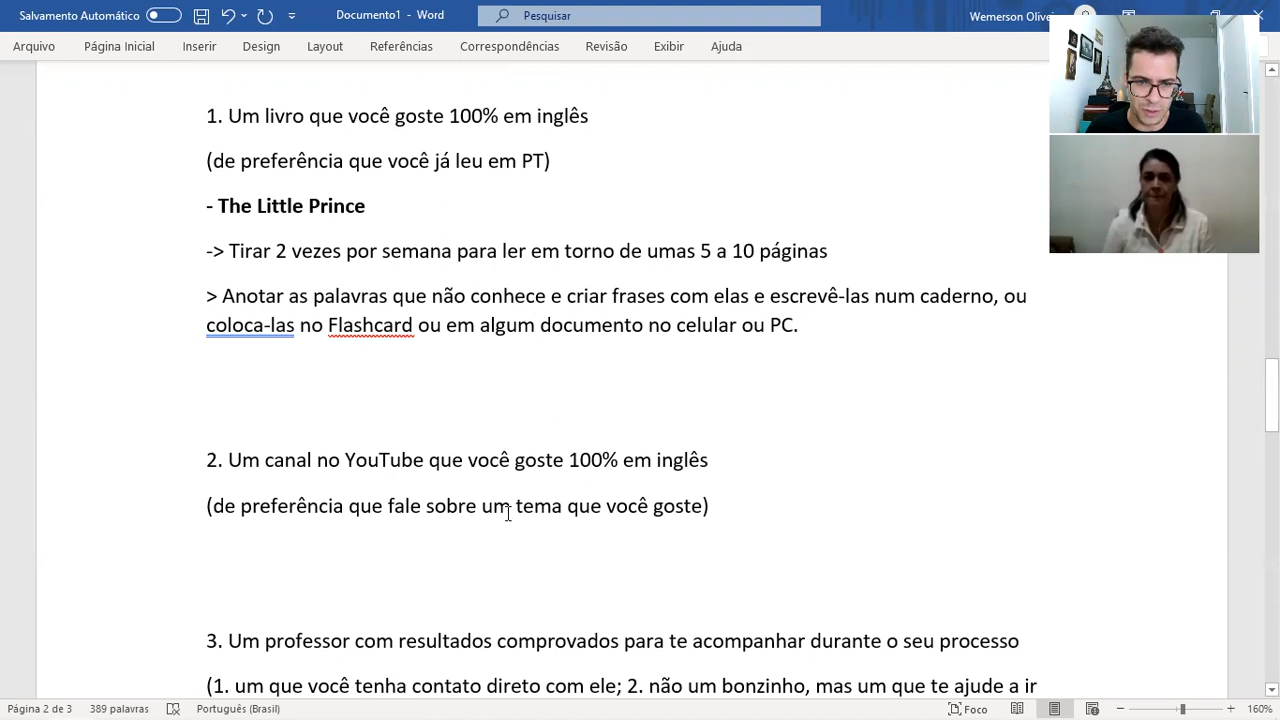 Salvamento Automático
Documento1 - Word
Pesquisar
Wemerson Olive
Arquivo Página Inicial Inserir Design Layout Referências Correspondências Revisão Exibir Ajuda
1. Um livro que você goste 100% em inglês
(de preferência que você já leu em PT)
- The Little Prince
-> Tirar 2 vezes por semana para ler em torno de umas 5 a 10 páginas
> Anotar as palavras que não conhece e criar frases com elas e escrevê-las num caderno, ou
coloca-las no Flashcard ou em algum documento no celular ou PC.
2. Um canal no YouTube que você goste 100% em inglês
(de preferência que fale sobre um tema que você goste)
3. Um professor com resultados comprovados para te acompanhar durante o seu processo
(1. um que você tenha contato direto com ele; 2. não um bonzinho, mas um que te ajude a ir
Página 2 de 3 389 palavras Português (Brasil) Foco 160%